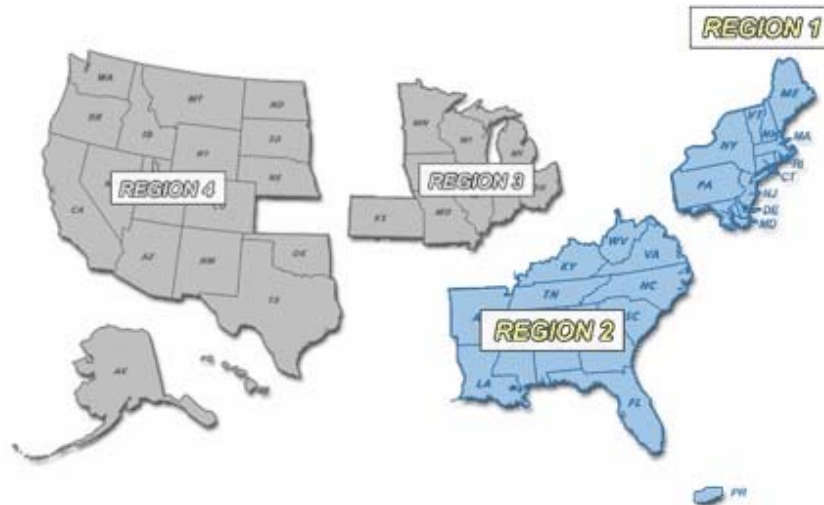 REGION 1
ME
WA
MT
ND
VT
NH
MA
OR
ID
SD
MN
WI
MI
NY
RI
CT
WY
NE
PA
NJ
DE
MD
REGION 4
REGION 3
CO
CA
KS
MO
WV
VA
KY
AZ
NM
OK
TN
NC
TX
SC
REGION 2
AK
LA
FL
PR